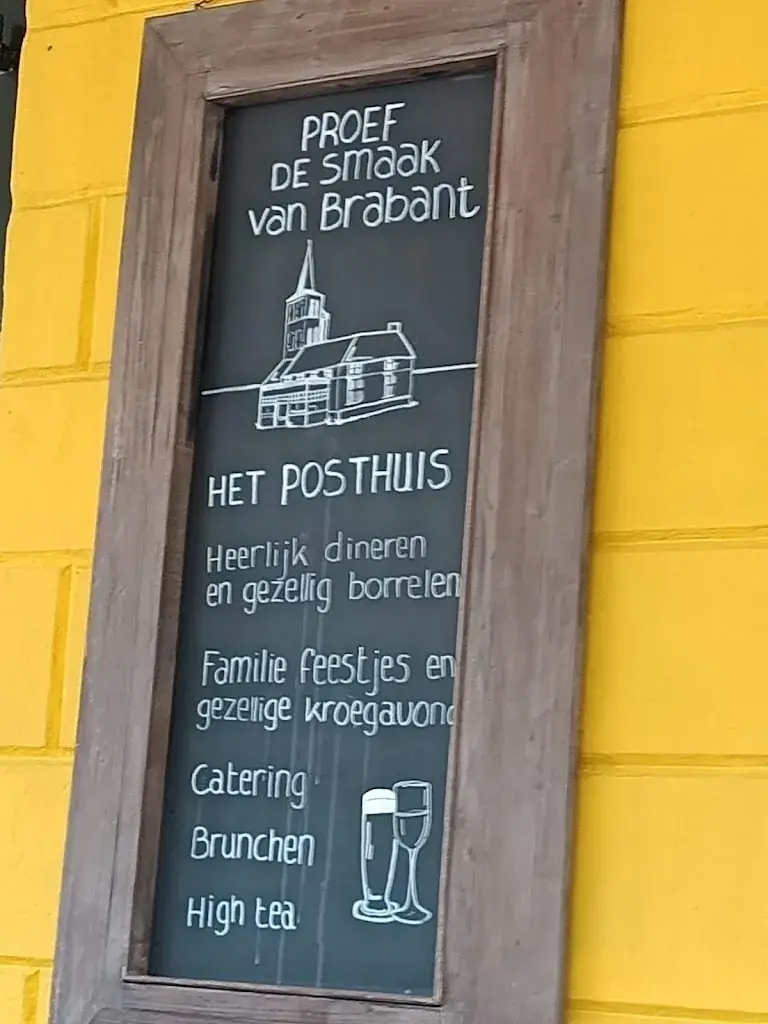 PROEF
DE SMAAK
van Brabant
HET POSTHUIS
Heerlijk dineren
en gezellig borrelen
Familie feestjes en
gezellige kroegavond
Catering
Brunchen
High tea